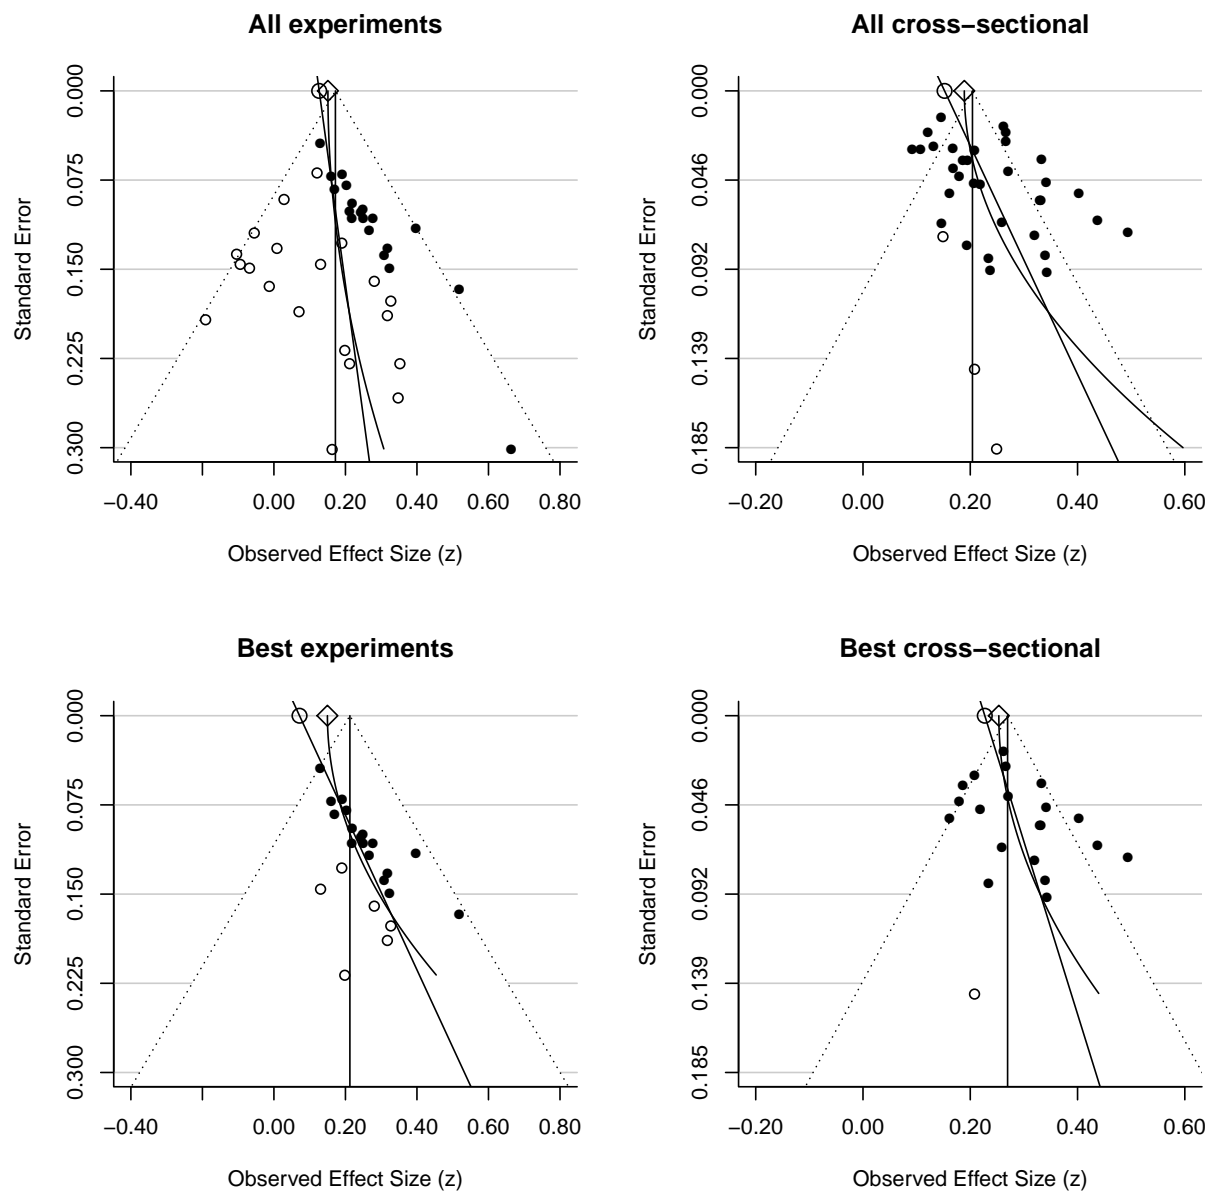 All experiments
0.000
0.075
0.150
0.225
0.300
Standard Error
−0.40 0.00 0.20 0.40 0.60 0.80
Observed Effect Size (z)
All cross−sectional
0.000
0.046
0.092
0.139
0.185
Standard Error
−0.20 0.00 0.20 0.40 0.60
Observed Effect Size (z)
Best experiments
0.000
0.075
0.150
0.225
0.300
Standard Error
−0.40 0.00 0.20 0.40 0.60 0.80
Observed Effect Size (z)
Best cross−sectional
0.000
0.046
0.092
0.139
0.185
Standard Error
−0.20 0.00 0.20 0.40 0.60
Observed Effect Size (z)